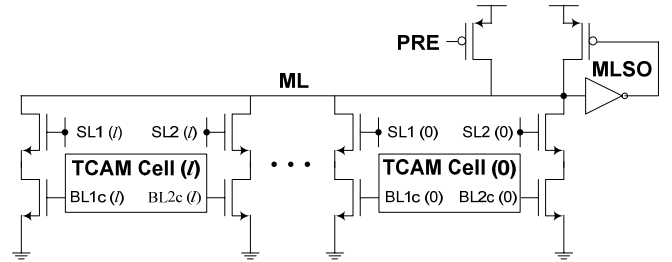 PRE
MLSO
ML
SL1 (l) SL2 (l) SL1 (0) SL2 (0)
TCAM Cell (l) TCAM Cell (0)
BL1c (l) BL2c (l) BL1c (0) BL2c (0)